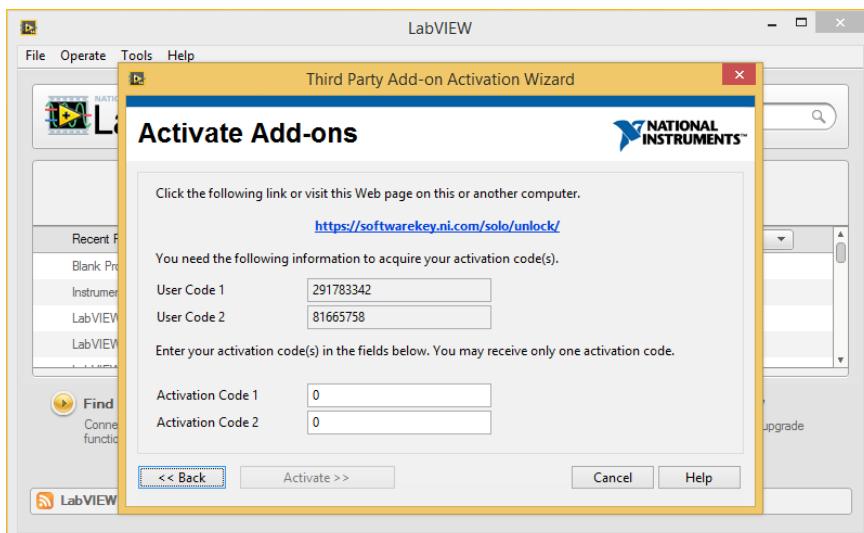 LabVIEW
File Operate Tools Help
Third Party Add-on Activation Wizard
NATIO
La
Activate Add-ons
NATIONAL
INSTRUMENTS™
Click the following link or visit this Web page on this or another computer.
https://softwarekey.ni.com/solo/unlock/
Recent F
You need the following information to acquire your activation code(s).
Blank Pro
User Code 1 291783342
Instrumen
User Code 2 81665758
LabVIEW
LabVIEW
Enter your activation code(s) in the fields below. You may receive only one activation code.
Activation Code 1 0
Find
Activation Code 2 0
Conne
upgrade
functio
<< Back Activate >> Cancel Help
LabVIEW